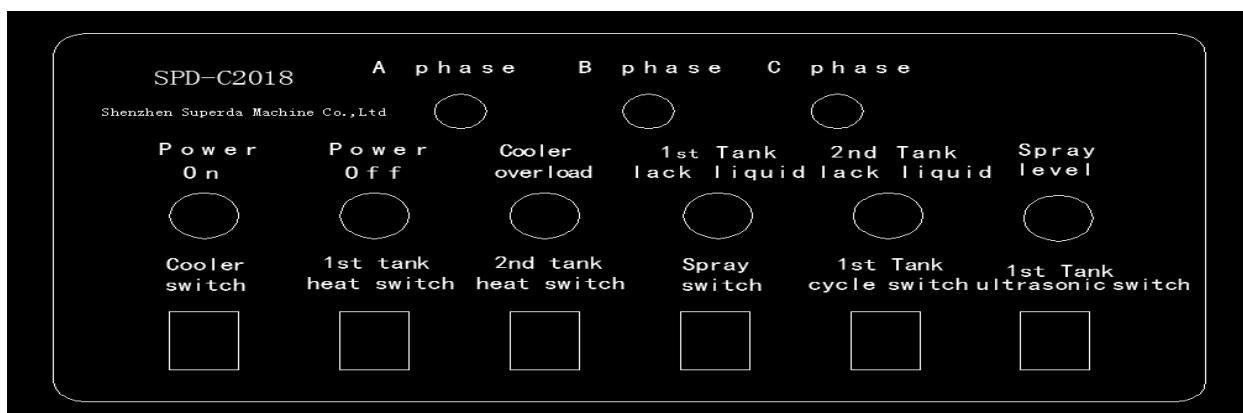 SPD-C2018
A phase B phase C phase
Shenzhen Superda Machine Co.,Ltd
Power On
Power Off
Cooler overload
1st Tank lack liquid
2nd Tank lack liquid
Spray level
Cooler switch
1st tank heat switch
2nd tank heat switch
Spray switch
1st Tank cycle switch
1st Tank ultrasonic switch